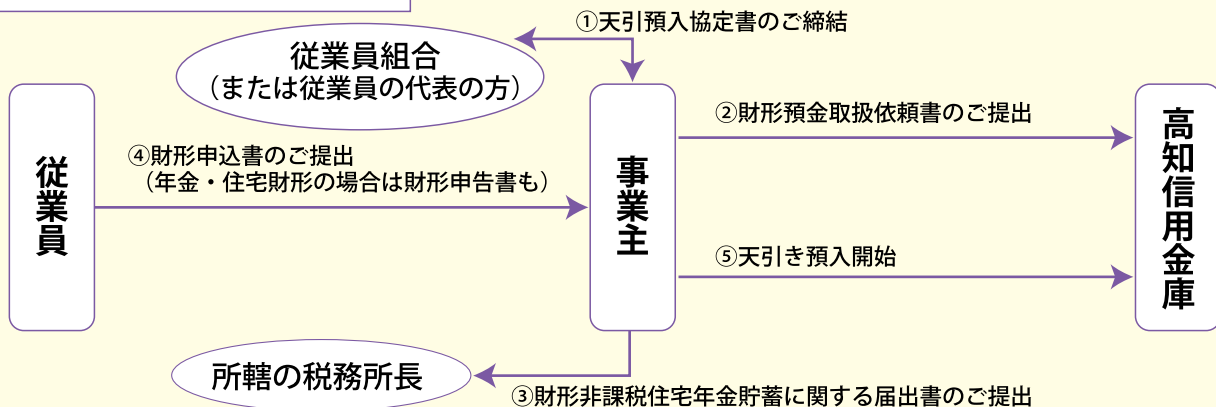 ①天引預入協定書のご締結
従業員組合
（または従業員の代表の方）
②財形預金取扱依頼書のご提出
④財形申込書のご提出
（年金・住宅財形の場合は財形申告書も）
従業員
事業主
高知信用金庫
⑤天引き預入開始
所轄の税務所長
③財形非課税住宅年金貯蓄に関する届出書のご提出